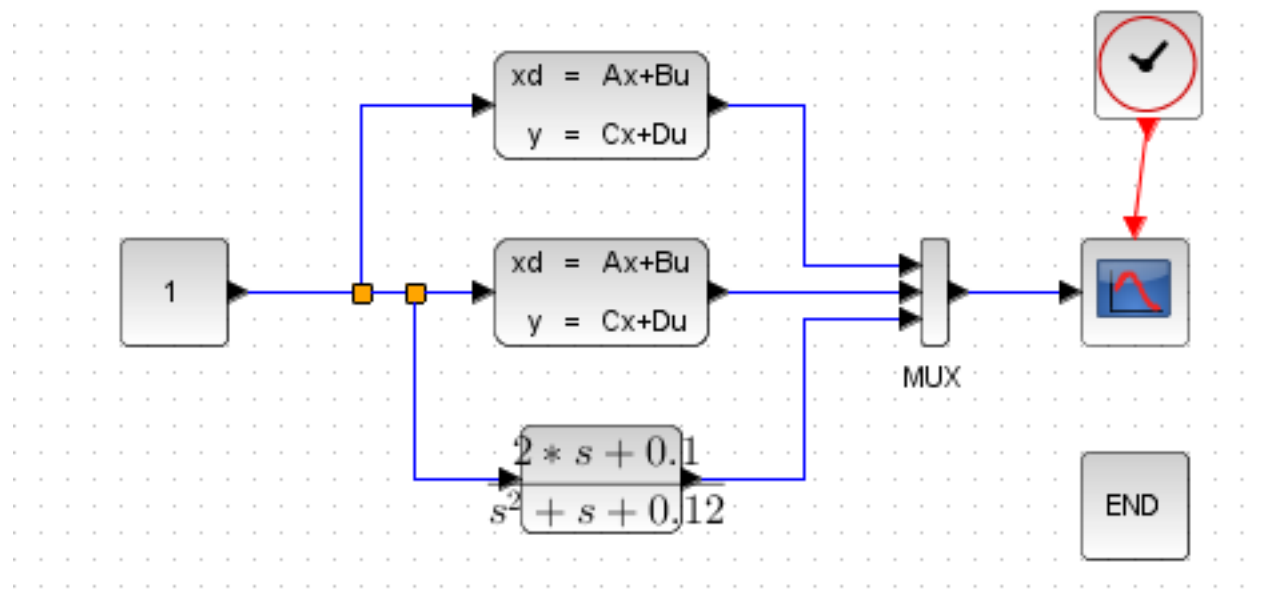 xd = Ax+Bu
y = Cx+Du
1
xd = Ax+Bu
y = Cx+Du
MUX
2 * s + 0.1
s² + s + 0.12
END